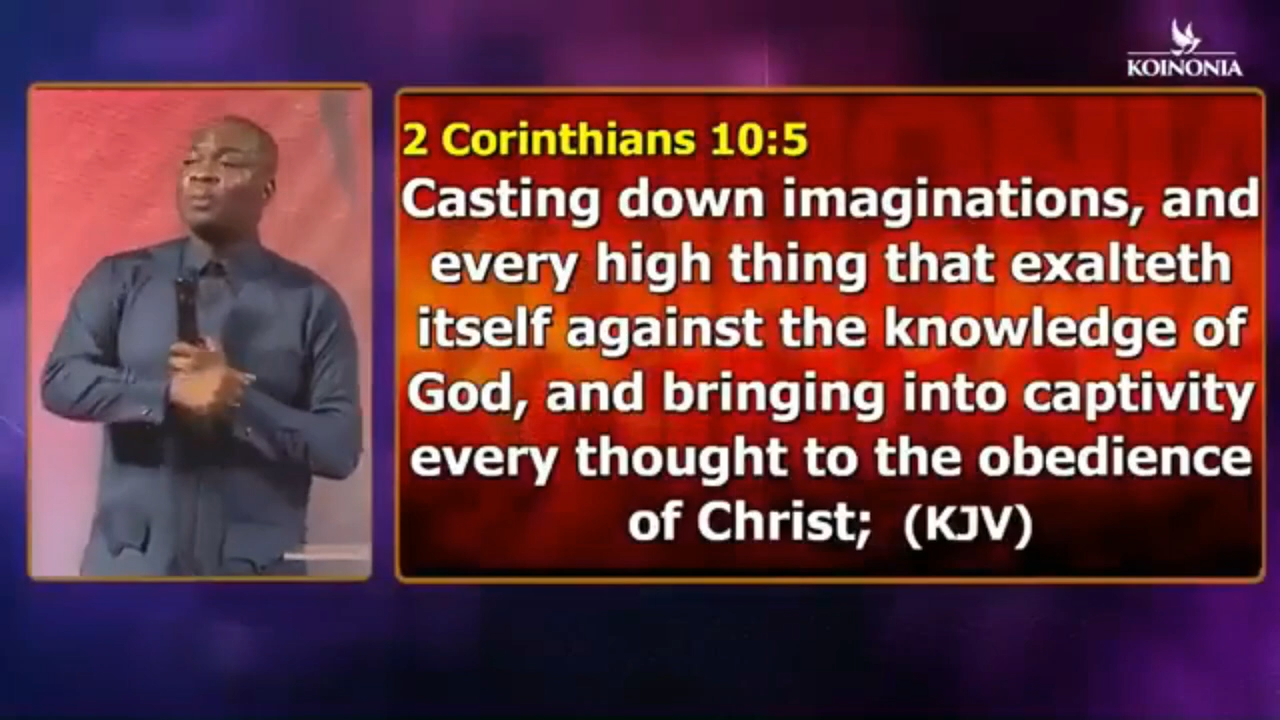 KOINONIA
2 Corinthians 10:5
Casting down imaginations, and
every high thing that exalteth
itself against the knowledge of
God, and bringing into captivity
every thought to the obedience
of Christ; (KJV)